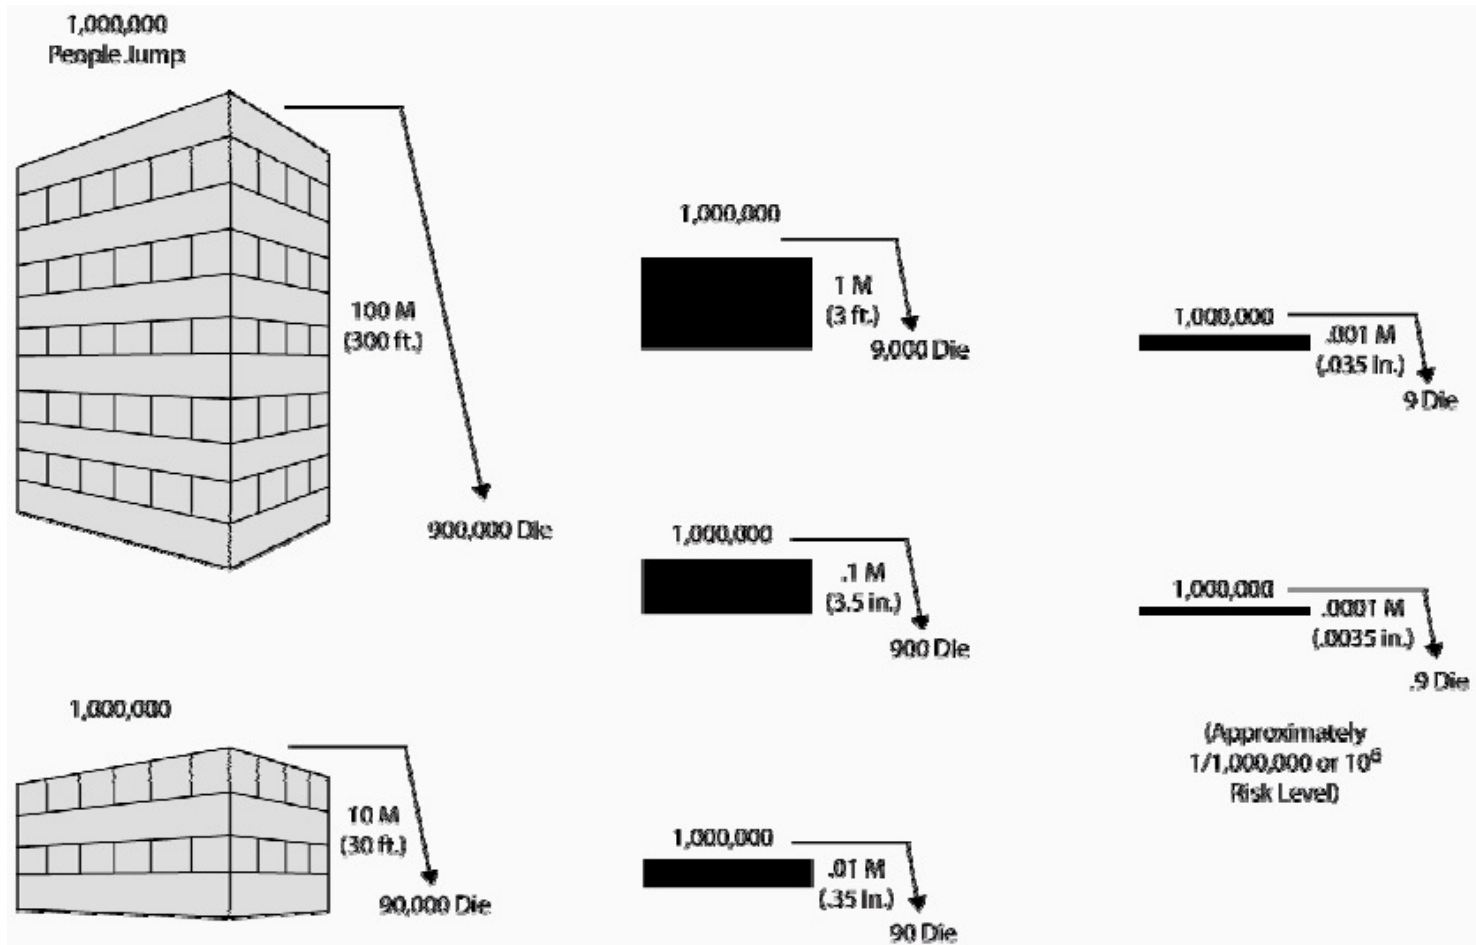 1,000,000
People Jump
100 M
(300 ft.)
900,000 Die
1,000,000
10 M
(30 ft.)
90,000 Die
1,000,000
1 M
(3 ft.)
9,000 Die
1,000,000
.1 M
(3.5 in.)
900 Die
1,000,000
.01 M
(.35 in.)
90 Die
1,000,000
.001 M
(.035 in.)
9 Die
1,000,000
.0001 M
(.0035 in.)
.9 Die
(Approximately
1/1,000,000 or 10⁶
Risk Level)